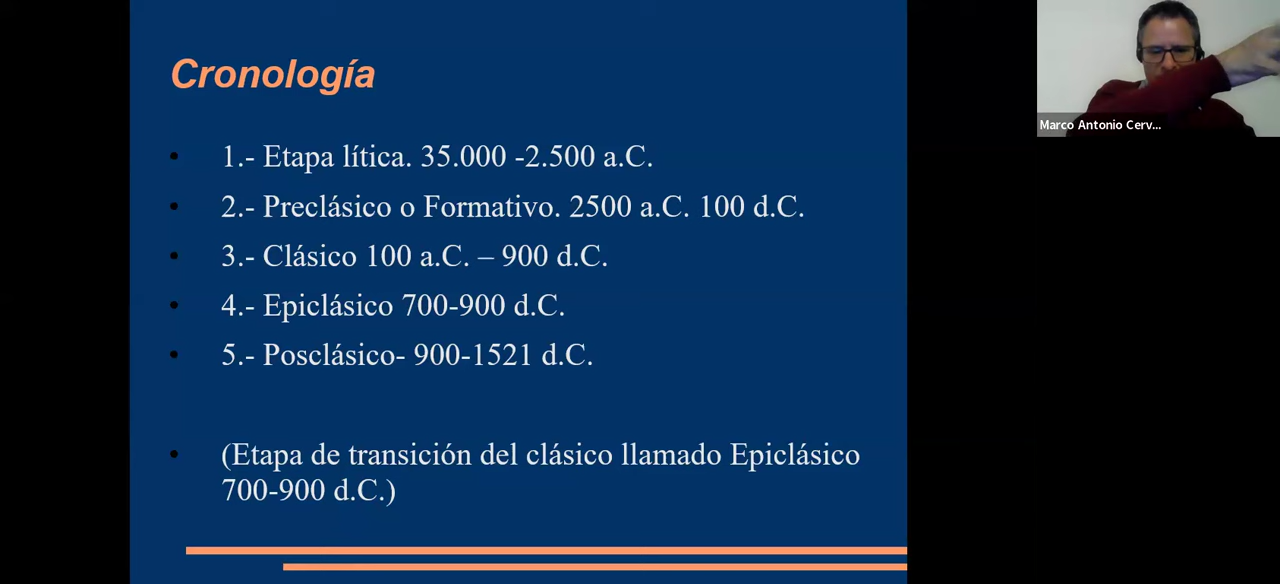 Cronología
1.- Etapa lítica. 35.000 -2.500 a.C.
2.- Preclásico o Formativo. 2500 a.C. 100 d.C.
3.- Clásico 100 a.C. – 900 d.C.
4.- Epiclásico 700-900 d.C.
5.- Posclásico- 900-1521 d.C.
(Etapa de transición del clásico llamado Epiclásico
700-900 d.C.)
Marco Antonio Cerv...